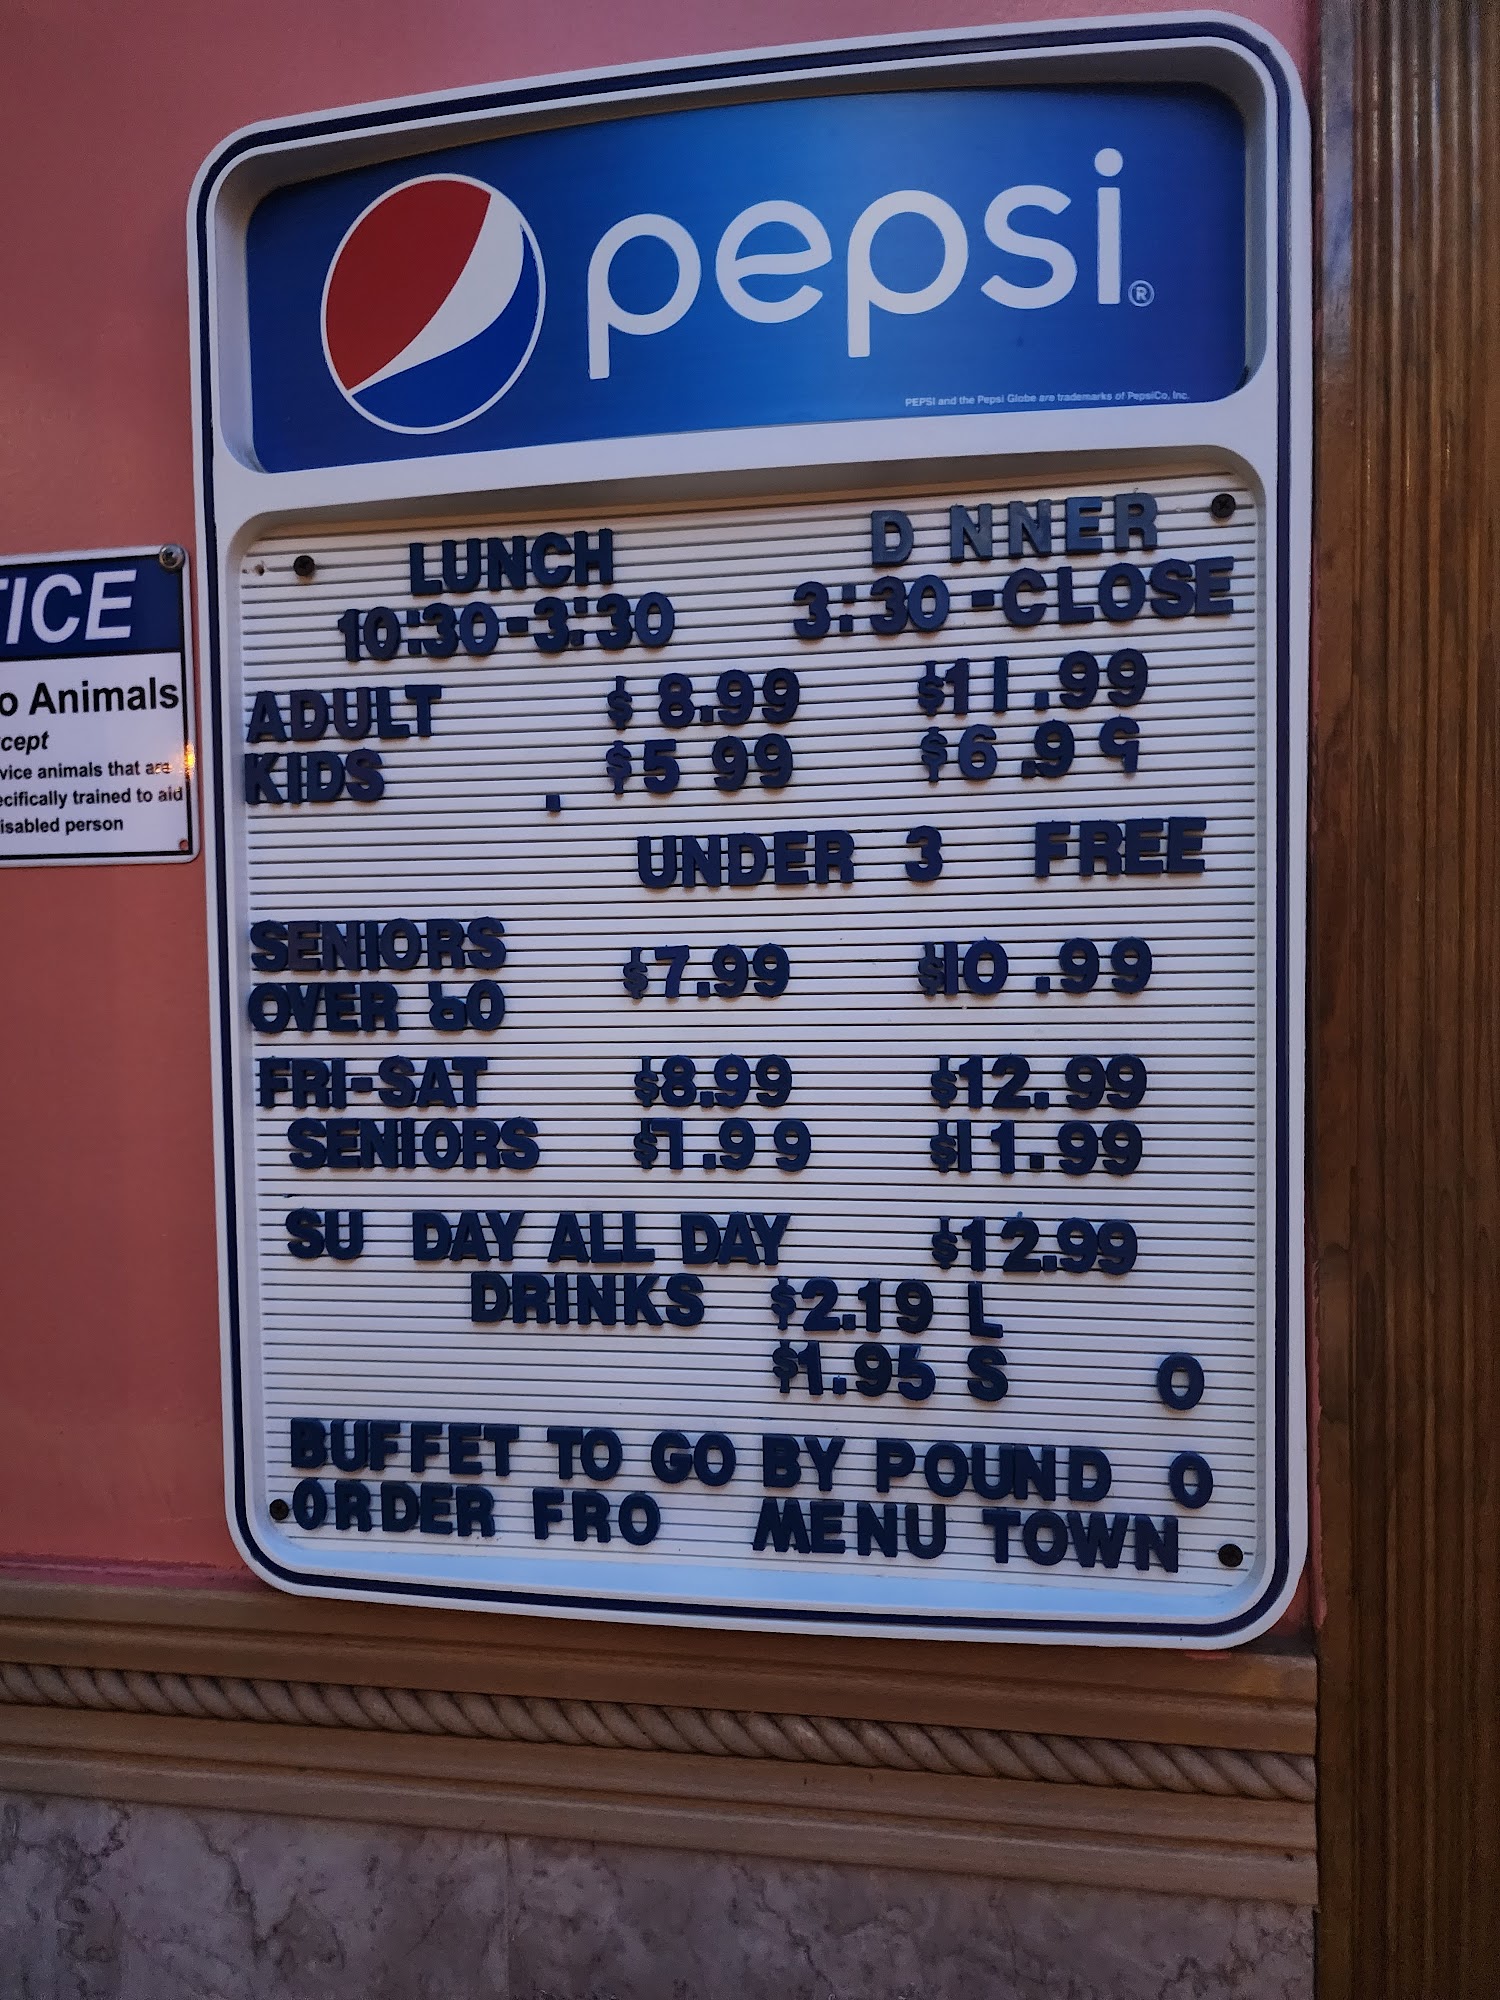 pepsi®
PEPSI and the Pepsi Globe are trademarks of PepsiCo, Inc.
LUNCH D NNER
10:30-3:30 3:30-CLOSE
ADULT $8.99 $11.99
KIDS . $5 99 $6.99
UNDER 3 FREE
SENIORS $7.99 $10.99
OVER 60
FRI-SAT $8.99 $12.99
SENIORS $1.99 $11.99
SU DAY ALL DAY $12.99
DRINKS $2.19 L
$1.95 S O
BUFFET TO GO BY POUND O
ORDER FRO MENU TOWN
TICE
o Animals
cept
vice animals that are
ecifically trained to aid
isabled person